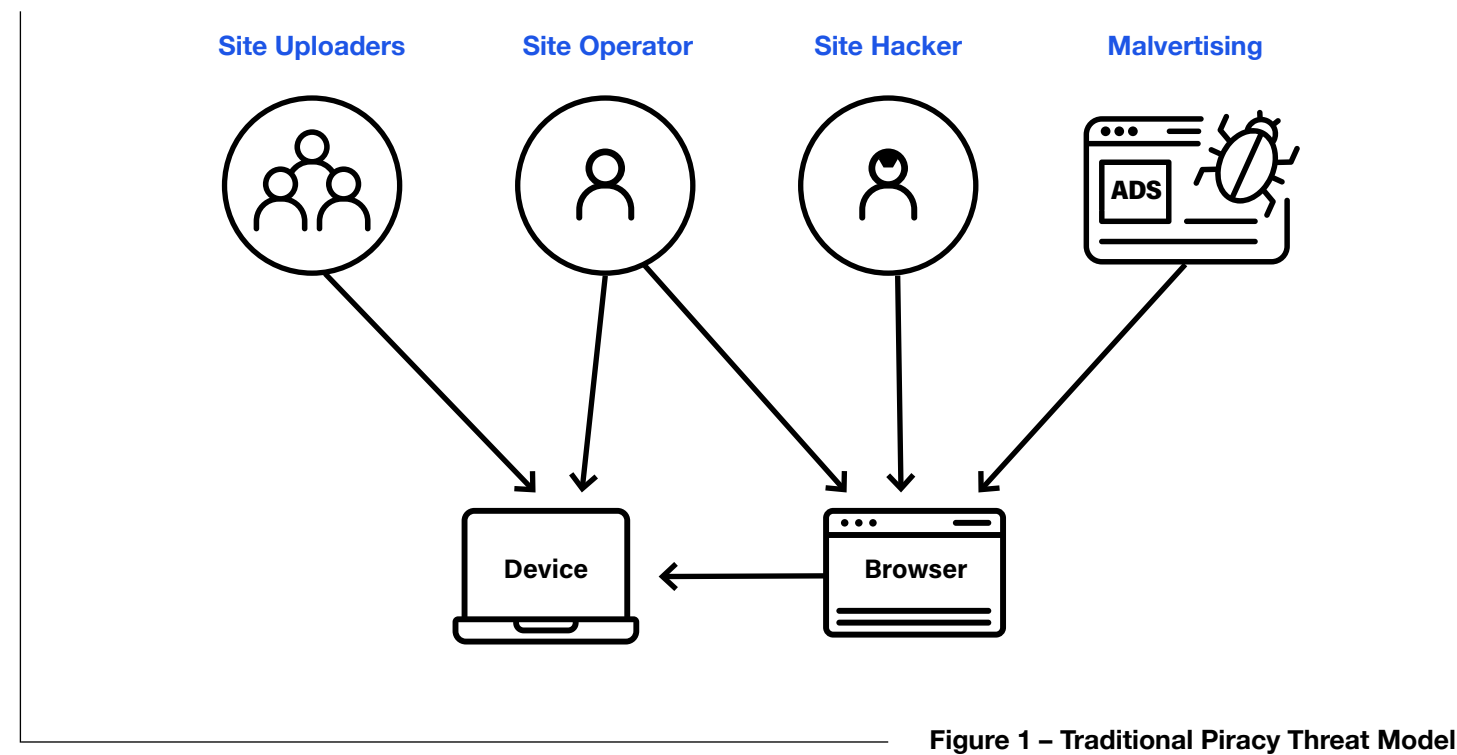 Site Uploaders
Site Operator
Site Hacker
Malvertising
ADS
Device
Browser
Figure 1 – Traditional Piracy Threat Model